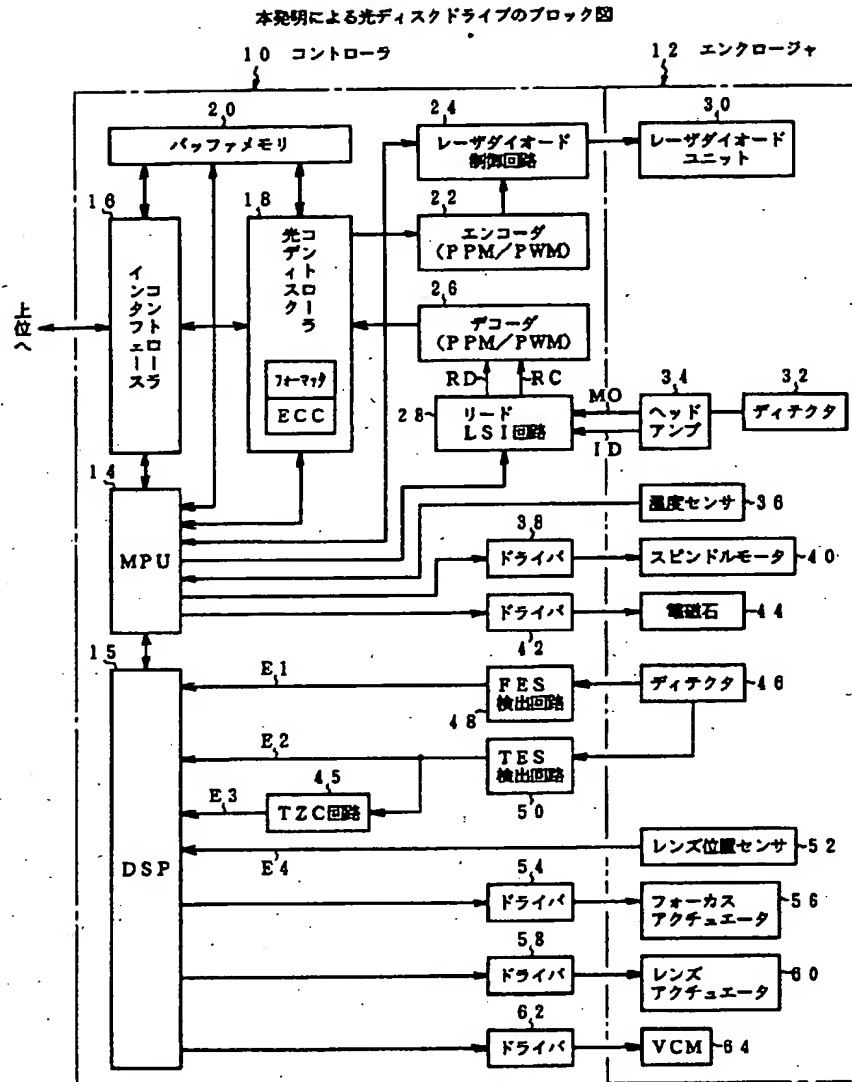 本発明による光ディスクドライブのブロック図
10 コントローラ
12 エンクロージャ
20
バッファメモリ
24
レーザダイオード
制御回路
30
レーザダイオード
ユニット
16
コントローラ
インタフェース
18
コントローラ
光ディスク
フォーマッタ
ECC
22
エンコーダ
(PPM/PWM)
26
デコーダ
(PPM/PWM)
上位へ
RD
RC
28
リード
LSI回路
MO
ID
34
ヘッド
アンプ
32
ディテクタ
14
MPU
温度センサ
36
38
ドライバ
スピンドルモータ
40
ドライバ
42
電磁石
44
15
DSP
E1
FES
検出回路
48
ディテクタ
46
E2
TES
検出回路
50
45
TZC回路
E3
E4
レンズ位置センサ
52
54
ドライバ
フォーカス
アクチュエータ
56
58
ドライバ
レンズ
アクチュエータ
60
62
ドライバ
VCM
64